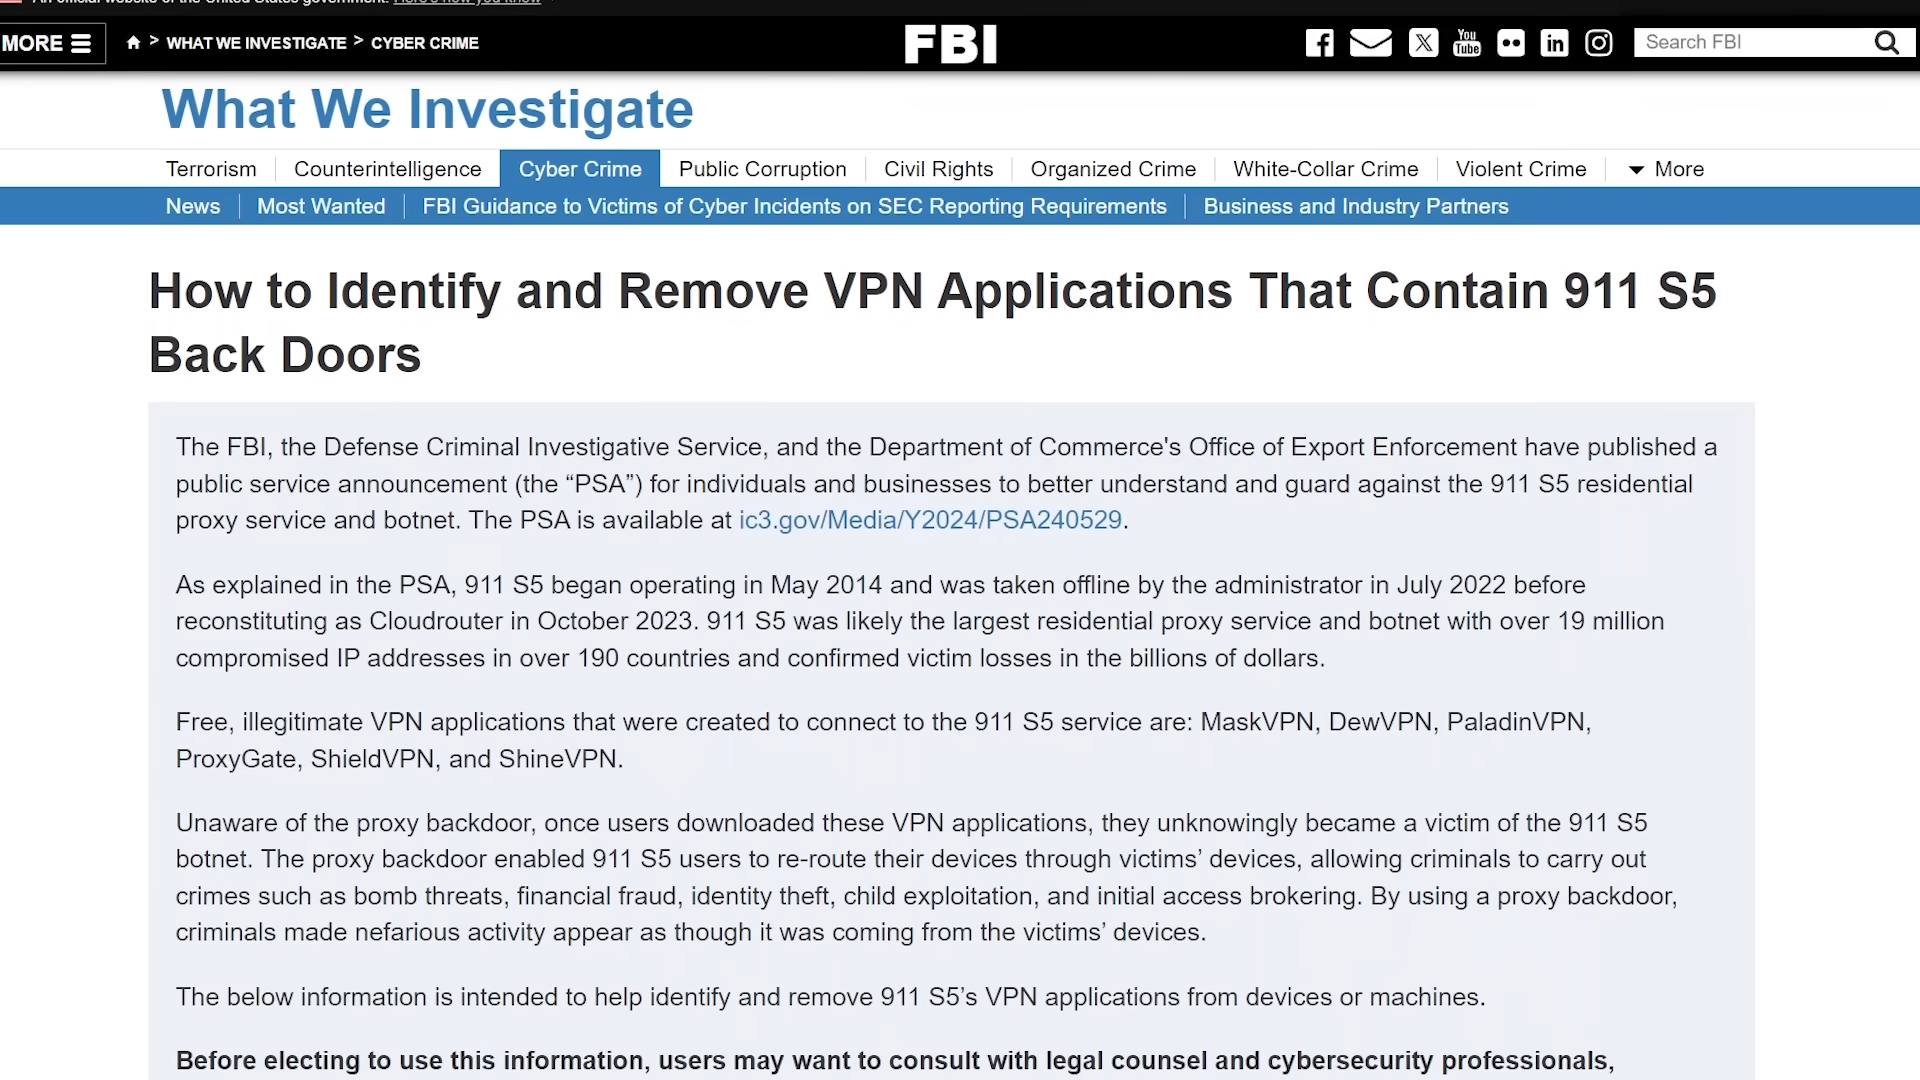 An official website of the United States government. Here's how you know
MORE
> WHAT WE INVESTIGATE > CYBER CRIME
FBI
You Tube
in
Search FBI
What We Investigate
Terrorism
Counterintelligence
Cyber Crime
Public Corruption
Civil Rights
Organized Crime
White-Collar Crime
Violent Crime
More
News
Most Wanted
FBI Guidance to Victims of Cyber Incidents on SEC Reporting Requirements
Business and Industry Partners
How to Identify and Remove VPN Applications That Contain 911 S5
Back Doors
The FBI, the Defense Criminal Investigative Service, and the Department of Commerce's Office of Export Enforcement have published a
public service announcement (the “PSA”) for individuals and businesses to better understand and guard against the 911 S5 residential
proxy service and botnet. The PSA is available at ic3.gov/Media/Y2024/PSA240529.
As explained in the PSA, 911 S5 began operating in May 2014 and was taken offline by the administrator in July 2022 before
reconstituting as Cloudrouter in October 2023. 911 S5 was likely the largest residential proxy service and botnet with over 19 million
compromised IP addresses in over 190 countries and confirmed victim losses in the billions of dollars.
Free, illegitimate VPN applications that were created to connect to the 911 S5 service are: MaskVPN, DewVPN, PaladinVPN,
ProxyGate, ShieldVPN, and ShineVPN.
Unaware of the proxy backdoor, once users downloaded these VPN applications, they unknowingly became a victim of the 911 S5
botnet. The proxy backdoor enabled 911 S5 users to re-route their devices through victims’ devices, allowing criminals to carry out
crimes such as bomb threats, financial fraud, identity theft, child exploitation, and initial access brokering. By using a proxy backdoor,
criminals made nefarious activity appear as though it was coming from the victims’ devices.
The below information is intended to help identify and remove 911 S5’s VPN applications from devices or machines.
Before electing to use this information, users may want to consult with legal counsel and cybersecurity professionals,